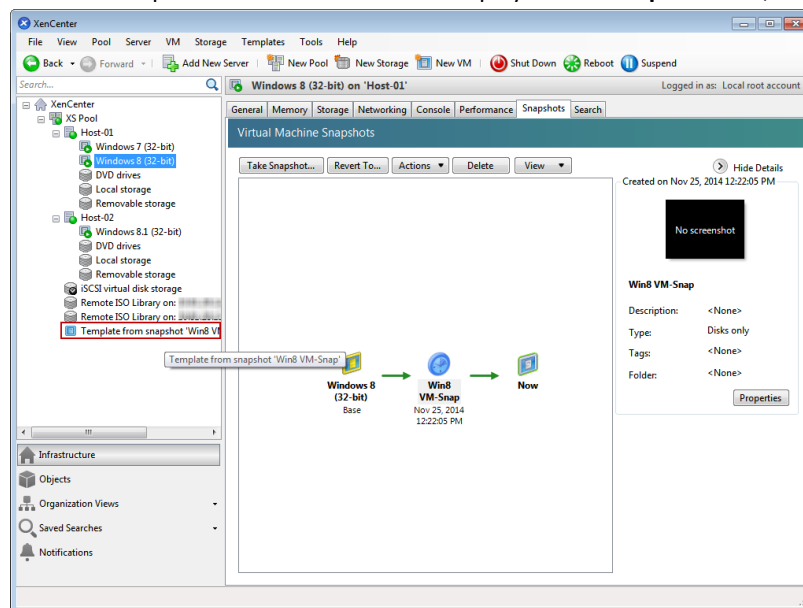 XenCenter
File View Pool Server VM Storage Templates Tools Help
Back Forward Add New Server New Pool New Storage New VM Shut Down Reboot Suspend
Search...
Windows 8 (32-bit) on 'Host-01'
Logged in as: Local root account
XenCenter
XS Pool
Host-01
Windows 7 (32-bit)
Windows 8 (32-bit)
DVD drives
Local storage
Removable storage
Host-02
Windows 8.1 (32-bit)
DVD drives
Local storage
Removable storage
iSCSI virtual disk storage
Remote ISO Library on:
Remote ISO Library on:
Template from snapshot 'Win8 VM
General Memory Storage Networking Console Performance Snapshots Search
Virtual Machine Snapshots
Take Snapshot... Revert To... Actions Delete View
Hide Details
Template from snapshot 'Win8 VM-Snap'
Windows 8
(32-bit)
Base
Win8
VM-Snap
Nov 25, 2014
12:22:05 PM
Now
Created on Nov 25, 2014 12:22:05 PM
No screenshot
Win8 VM-Snap
Description: <None>
Type: Disks only
Tags: <None>
Folder: <None>
Properties
Infrastructure
Objects
Organization Views
Saved Searches
Notifications